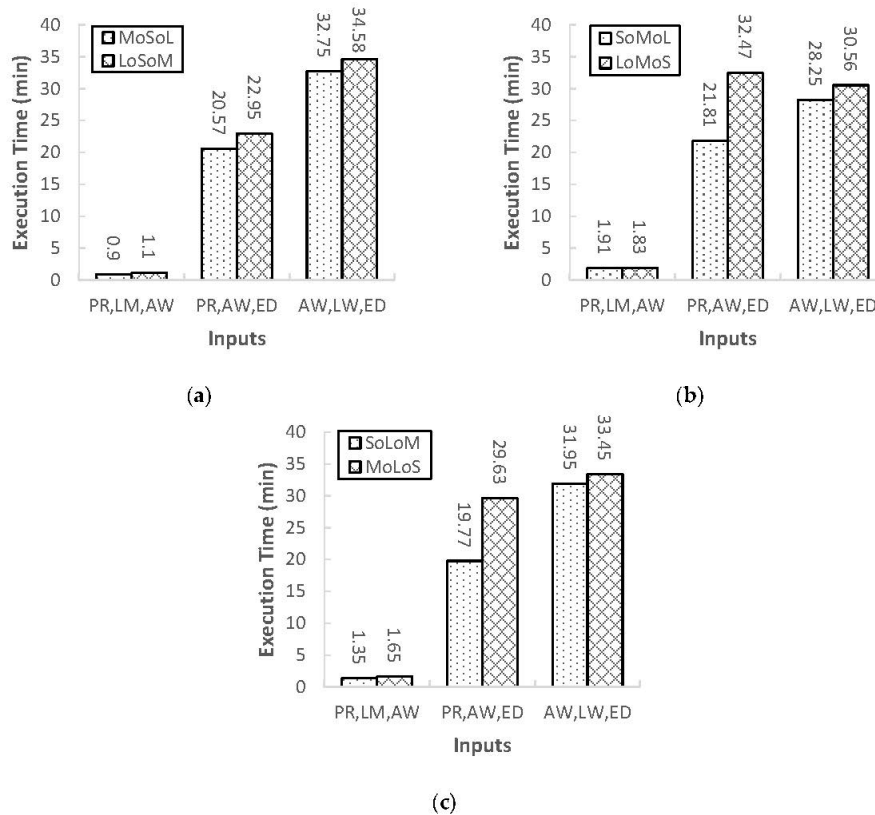 40
35
30
25
20
15
10
5
0
Execution Time (min)
MoSoL
LoSoM
0.9
1.1
20.57
22.95
32.75
34.58
PR,LM,AW
PR,AW,ED
AW,LW,ED
Inputs
(a)
40
35
30
25
20
15
10
5
0
Execution Time (min)
SoMoL
LoMoS
1.91
1.83
21.81
32.47
28.25
30.56
PR,LM,AW
PR,AW,ED
AW,LW,ED
Inputs
(b)
40
35
30
25
20
15
10
5
0
Execution Time (min)
SoLoM
MoLoS
1.35
1.65
19.77
29.63
31.95
33.45
PR,LM,AW
PR,AW,ED
AW,LW,ED
Inputs
(c)